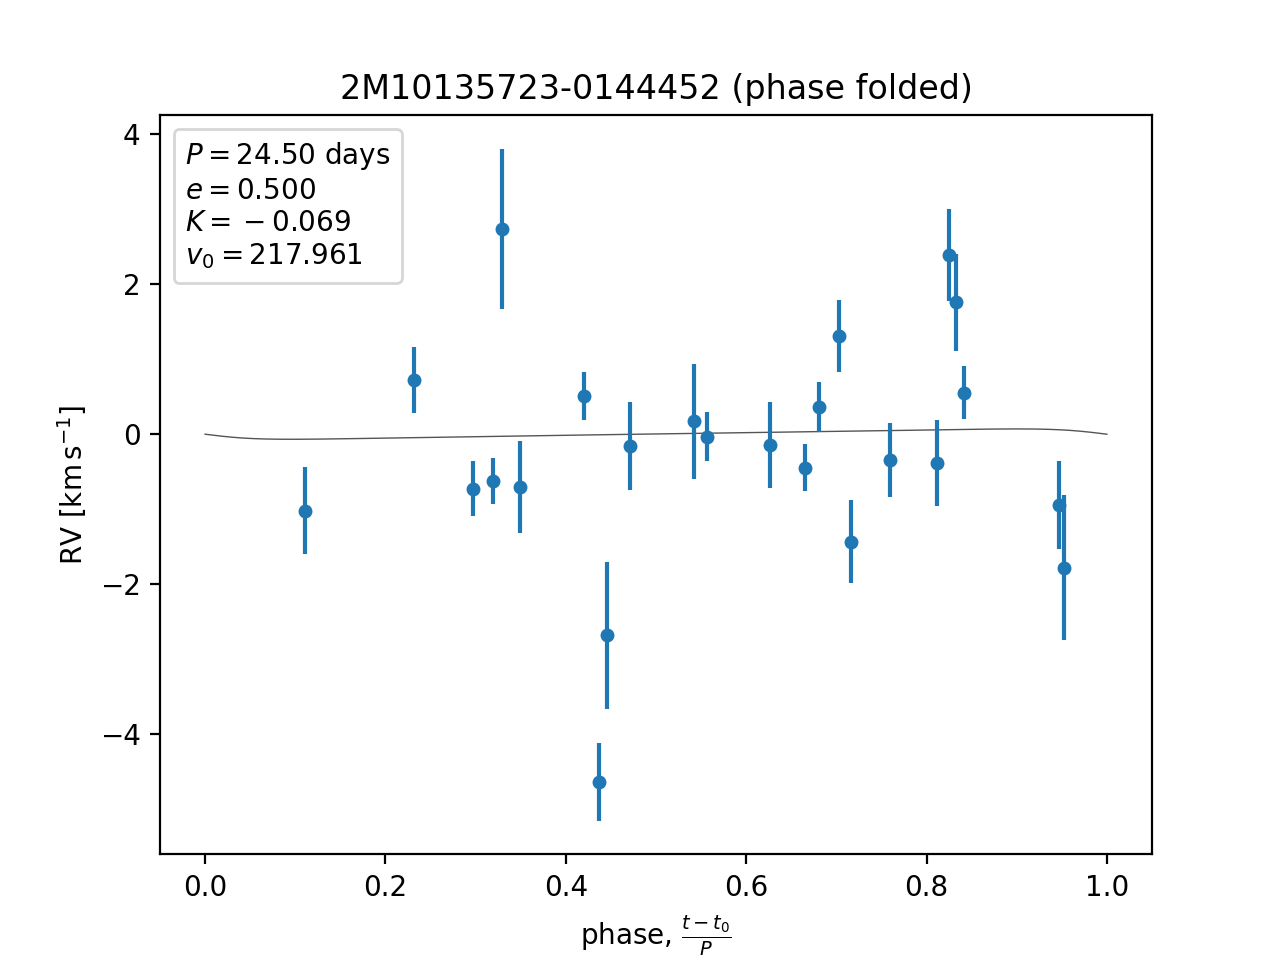 2M10135723-0144452 (phase folded)
P = 24.50 days
e = 0.500
K = −0.069
v₀ = 217.961
4
2
0
−2
−4
RV [km s⁻¹]
0.0 0.2 0.4 0.6 0.8 1.0
phase, (t − t₀)/P